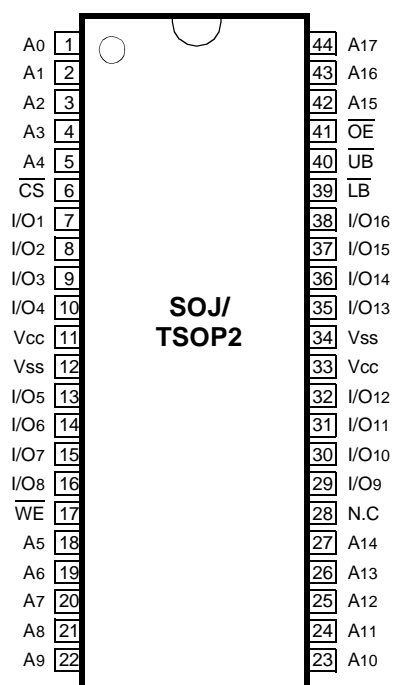 A0 1 44 A17
A1 2 43 A16
A2 3 42 A15
A3 4 41 OE
A4 5 40 UB
CS 6 39 LB
I/O1 7 38 I/O16
I/O2 8 37 I/O15
I/O3 9 36 I/O14
I/O4 10 SOJ/ 35 I/O13
Vcc 11 TSOP2 34 Vss
Vss 12 33 Vcc
I/O5 13 32 I/O12
I/O6 14 31 I/O11
I/O7 15 30 I/O10
I/O8 16 29 I/O9
WE 17 28 N.C
A5 18 27 A14
A6 19 26 A13
A7 20 25 A12
A8 21 24 A11
A9 22 23 A10